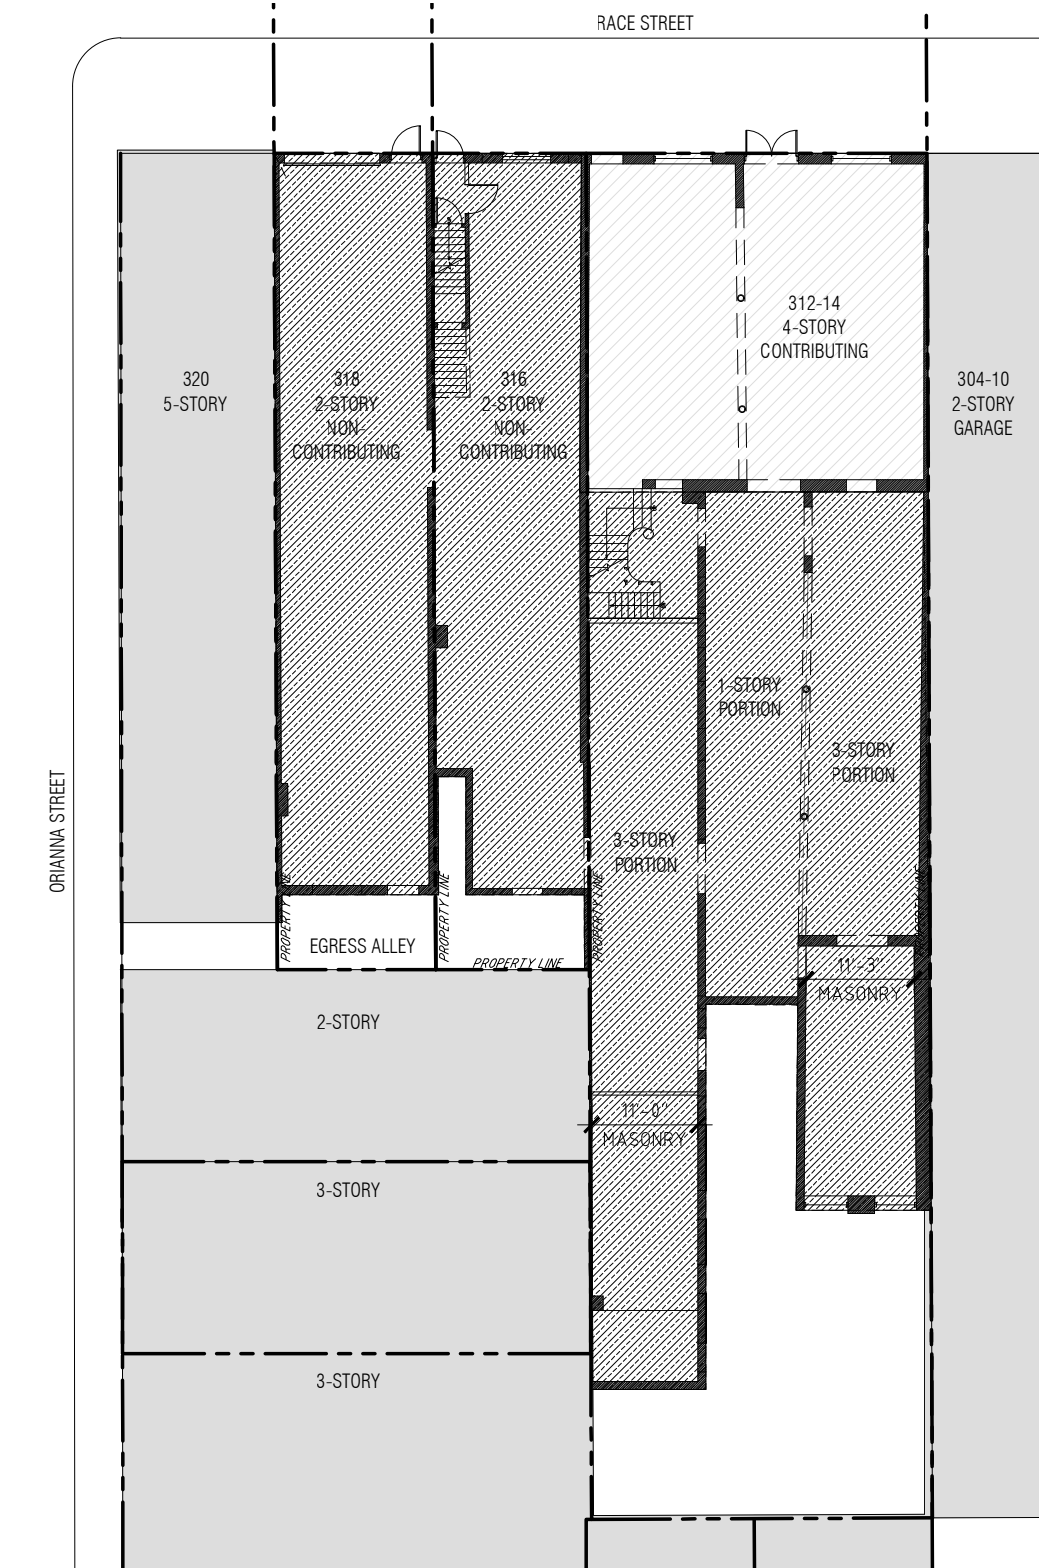 RACE STREET
312-14
4-STORY
CONTRIBUTING
320
5-STORY
318
2-STORY
NON-
CONTRIBUTING
316
2-STORY
NON-
CONTRIBUTING
304-10
2-STORY
GARAGE
1-STORY
PORTION
3-STORY
PORTION
ORIANNA STREET
3-STORY
PORTION
PROPERTY LINE
PROPERTY LINE
PROPERTY LINE
PROPERTY LINE
EGRESS ALLEY
PROPERTY LINE
11'-3"
MASONRY
2-STORY
11'-0"
MASONRY
3-STORY
3-STORY